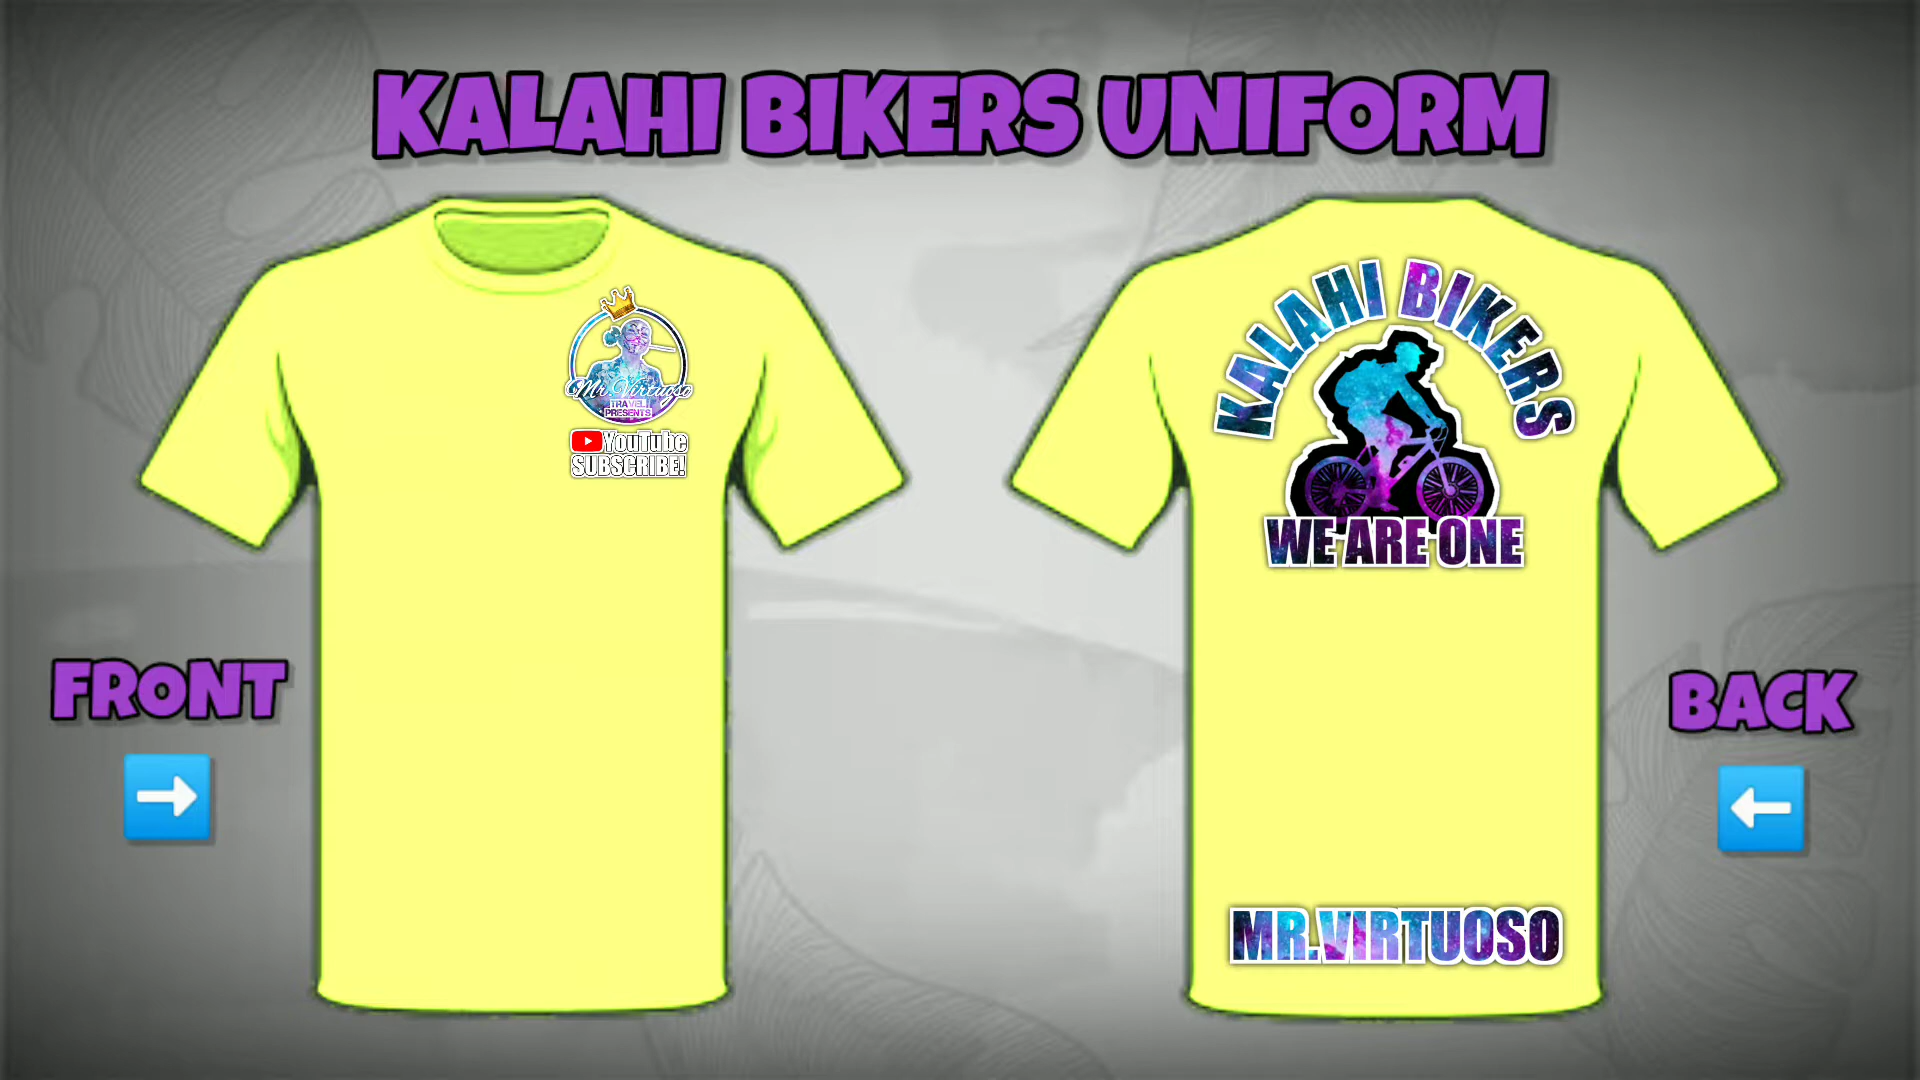 KALAHI BIKERS UNIFORM
Mr.Virtuoso
TRAVEL
PRESENTS
YouTube
SUBSCRIBE!
KALAHI BIKERS
WE ARE ONE
MR.VIRTUOSO
FRONT
BACK